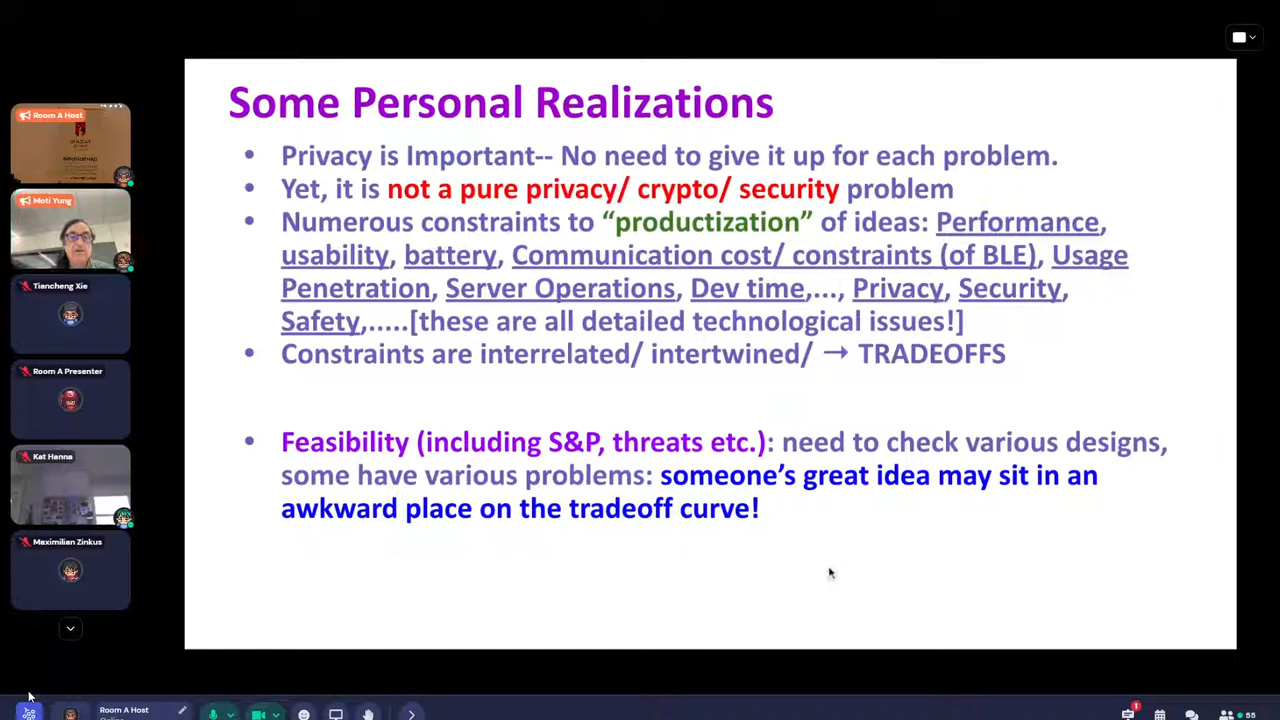 Room A Host
Moti Yung
Tiancheng Xie
Room A Presenter
Kat Hanna
Maximilian Zinkus
Some Personal Realizations
• Privacy is Important-- No need to give it up for each problem.
• Yet, it is not a pure privacy/ crypto/ security problem
• Numerous constraints to “productization” of ideas: Performance,
usability, battery, Communication cost/ constraints (of BLE), Usage
Penetration, Server Operations, Dev time,..., Privacy, Security,
Safety,.....[these are all detailed technological issues!]
• Constraints are interrelated/ intertwined/ → TRADEOFFS
• Feasibility (including S&P, threats etc.): need to check various designs,
some have various problems: someone’s great idea may sit in an
awkward place on the tradeoff curve!
Room A Host
1
55